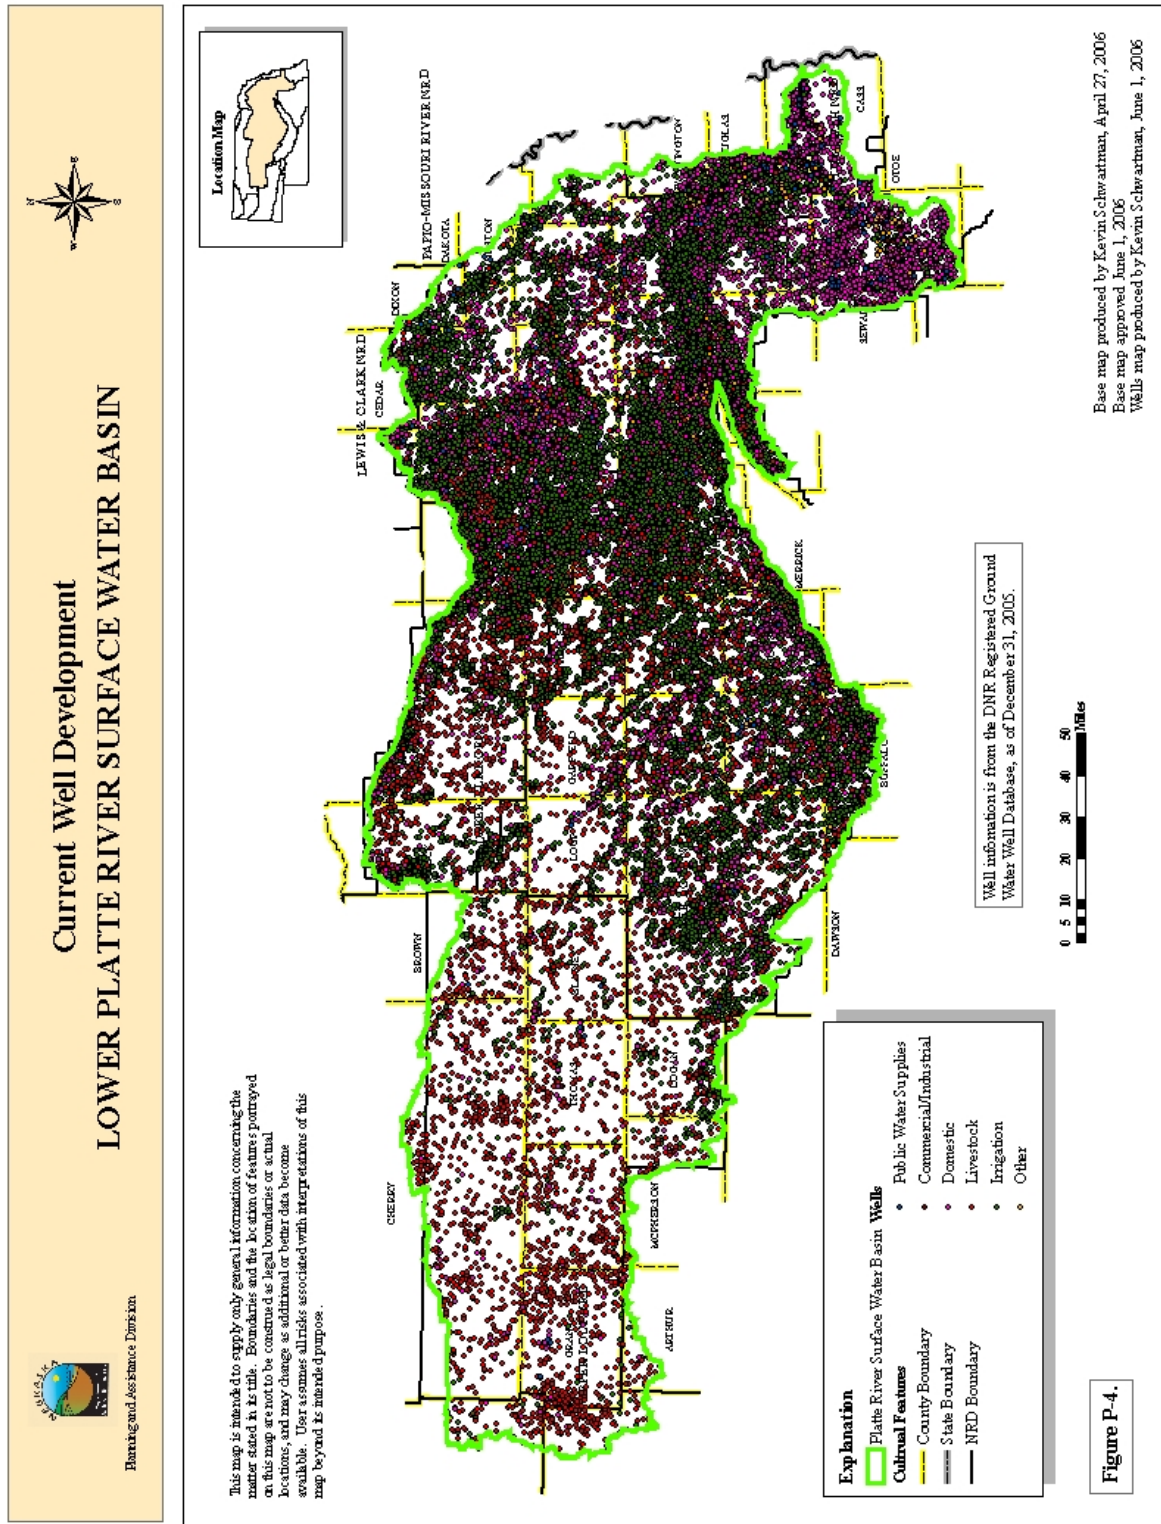 Current Well Development
LOWER PLATTE RIVER SURFACE WATER BASIN
Planning and Assistance Division
N
E
S
This map is intended to supply only general information concerning the
matter stated in its title. Boundaries and the location of features portrayed
on this map are not to be construed as legal boundaries or actual
locations, and may change as additional or better data become
available. User assumes all risks associated with interpretations of this
map beyond its intended purpose.
Location Map
PAPIO-MISSOURI RIVER NRD
DAKOTA
DIXON
LEWIS & CLARK NRD
CEDAR
BROWN
CHERRY
THOMAS
LOGAN
MCPHERSON
ARTHUR
DAWSON
BUFFALO
MERRICK
CASS
OTOE
Explanation
Platte River Surface Water Basin
Cultrual Features
County Boundary
State Boundary
NRD Boundary
Wells
Public Water Supplies
Commercial/Industrial
Domestic
Livestock
Irrigation
Other
Well infomation is from the DNR Registered Ground
Water Well Database, as of December 31, 2005.
0 5 10 20 30 40 50
Miles
Base map produced by Kevin Schwartman, April 27, 2006
Base map approved June 1, 2006
Wells map produced by Kevin Schwartman, June 1, 2006
Figure P-4.